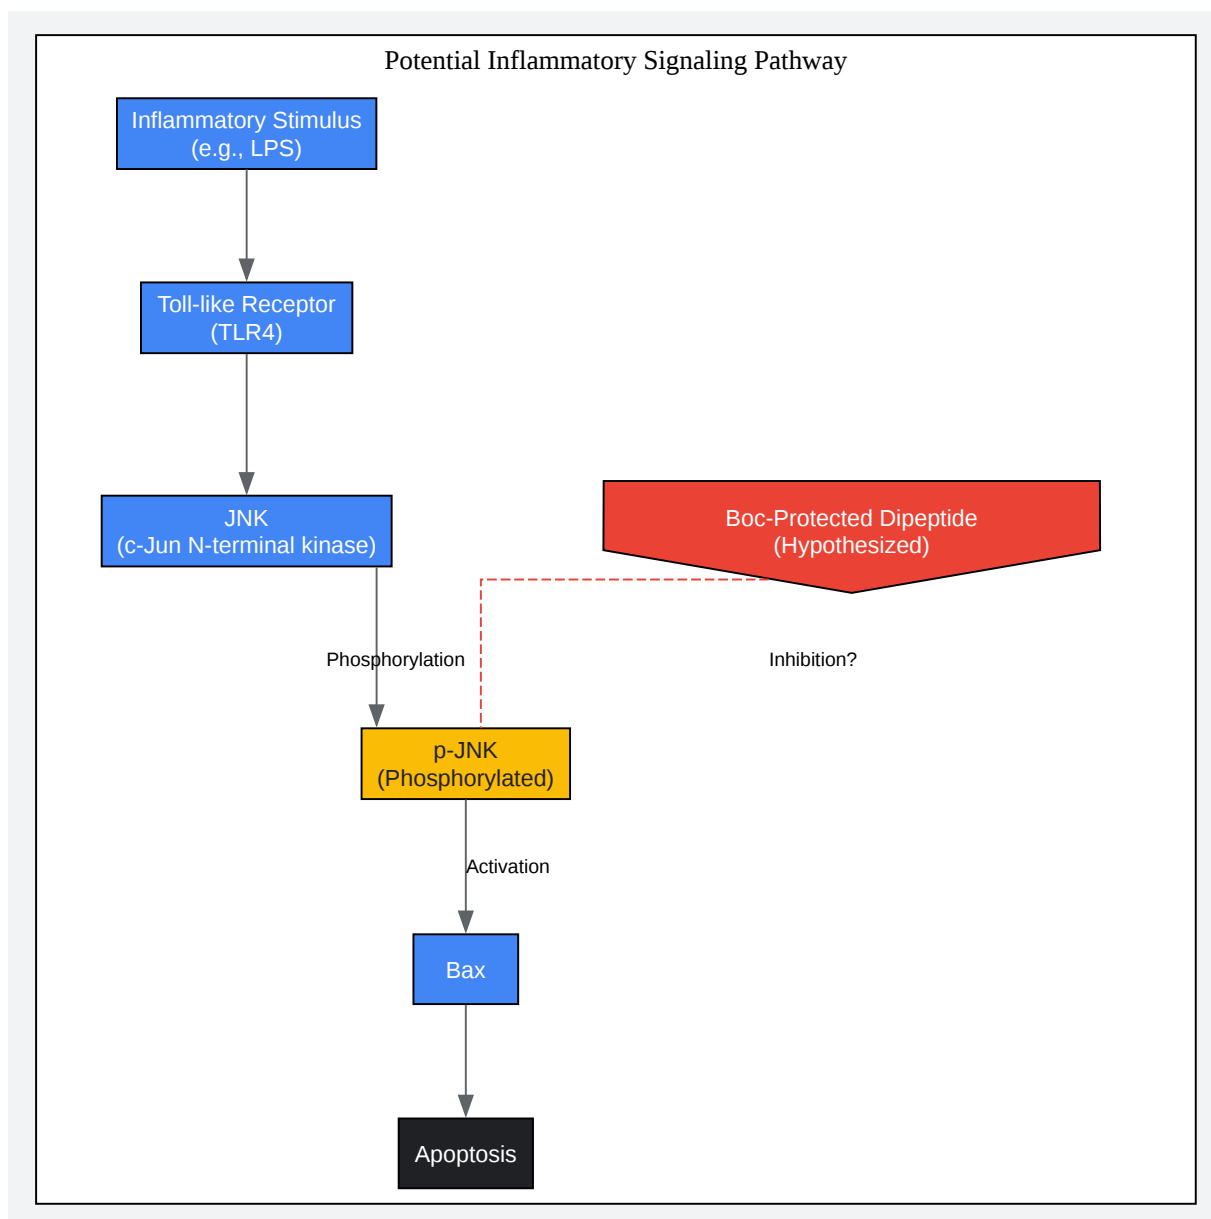 Potential Inflammatory Signaling Pathway
Inflammatory Stimulus
(e.g., LPS)
Toll-like Receptor
(TLR4)
JNK
(c-Jun N-terminal kinase)
Boc-Protected Dipeptide
(Hypothesized)
Phosphorylation
Inhibition?
p-JNK
(Phosphorylated)
Activation
Bax
Apoptosis